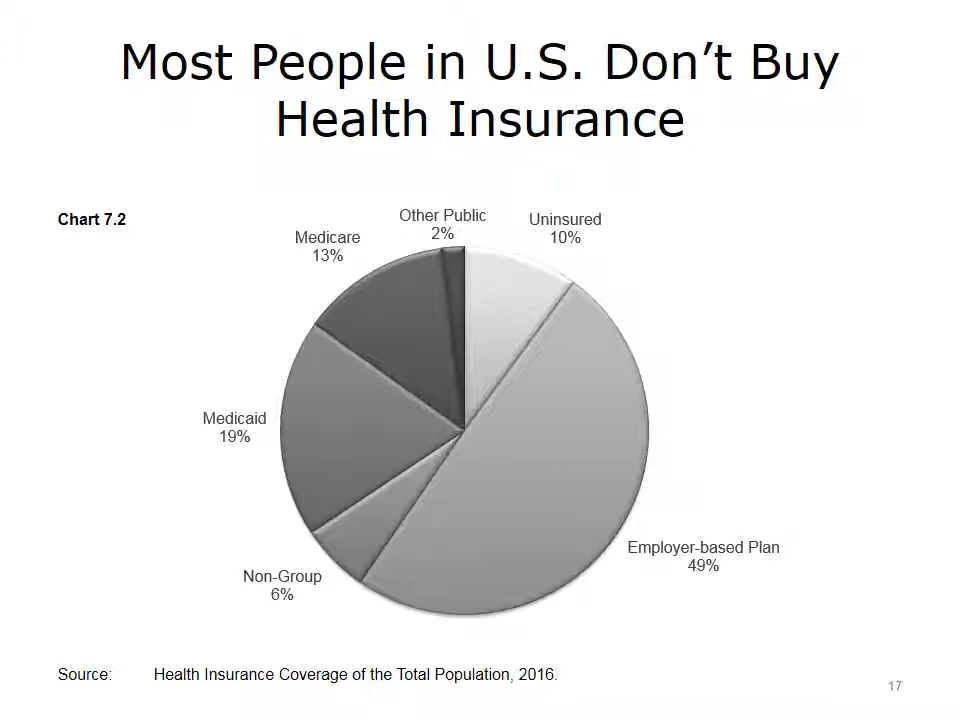 Most People in U.S. Don’t Buy
Health Insurance
Chart 7.2
Other Public
2%
Uninsured
10%
Medicare
13%
Medicaid
19%
Employer-based Plan
49%
Non-Group
6%
Source: Health Insurance Coverage of the Total Population, 2016.
17